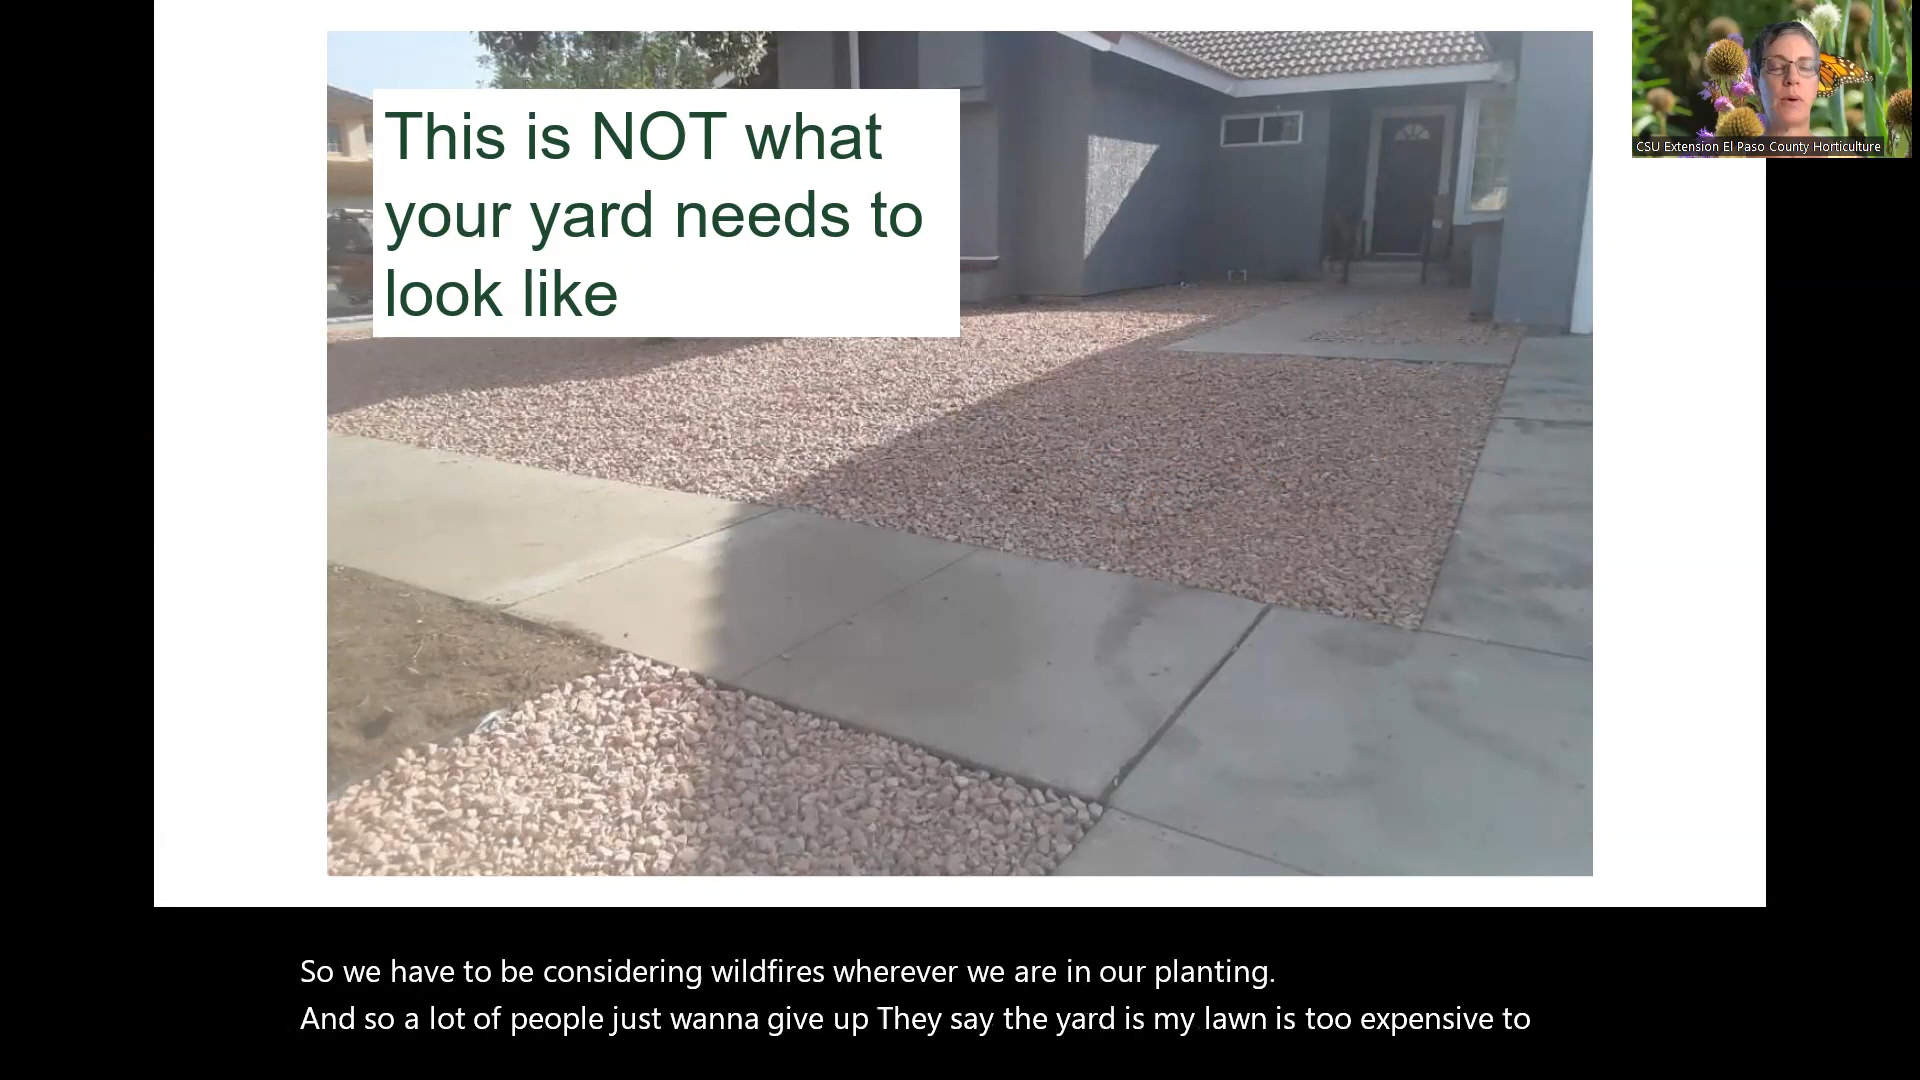 This is NOT what
your yard needs to
look like
CSU Extension El Paso County Horticulture
So we have to be considering wildfires wherever we are in our planting.
And so a lot of people just wanna give up They say the yard is my lawn is too expensive to